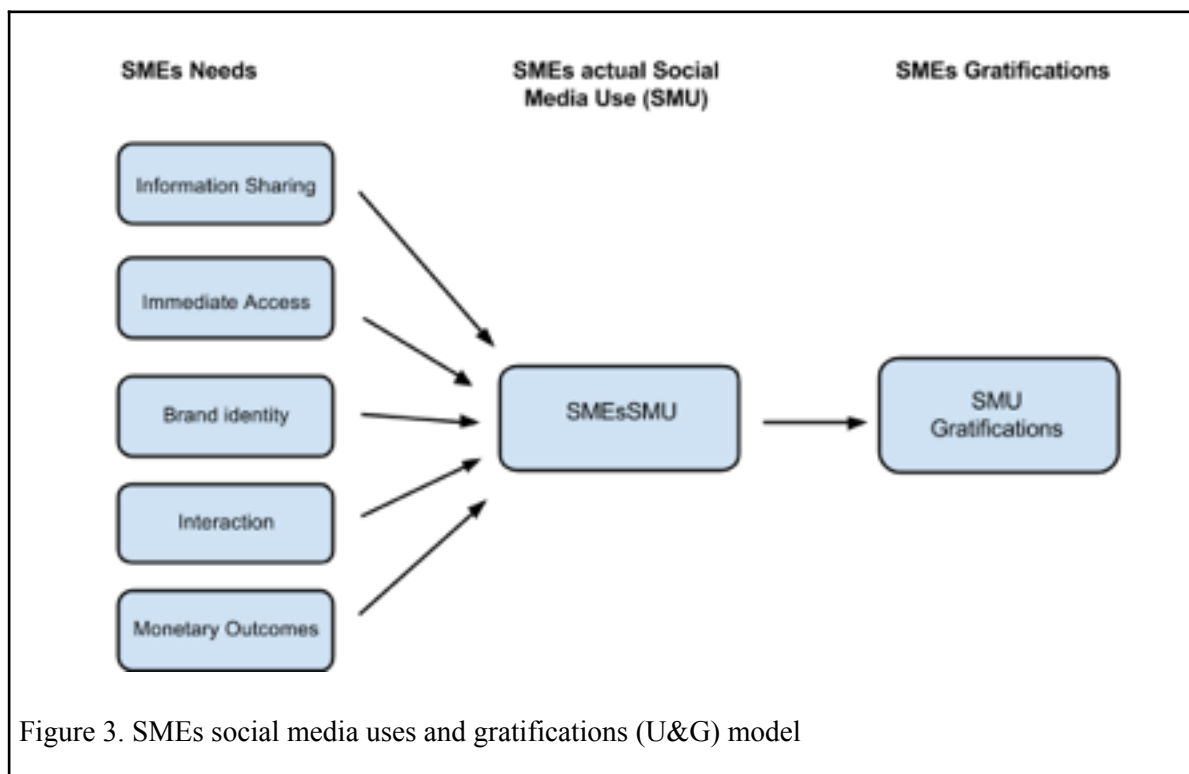 SMEs Needs
SMEs actual Social
Media Use (SMU)
SMEs Gratifications
Information Sharing
Immediate Access
Brand identity
Interaction
Monetary Outcomes
SMEsSMU
SMU
Gratifications
Figure 3. SMEs social media uses and gratifications (U&G) model